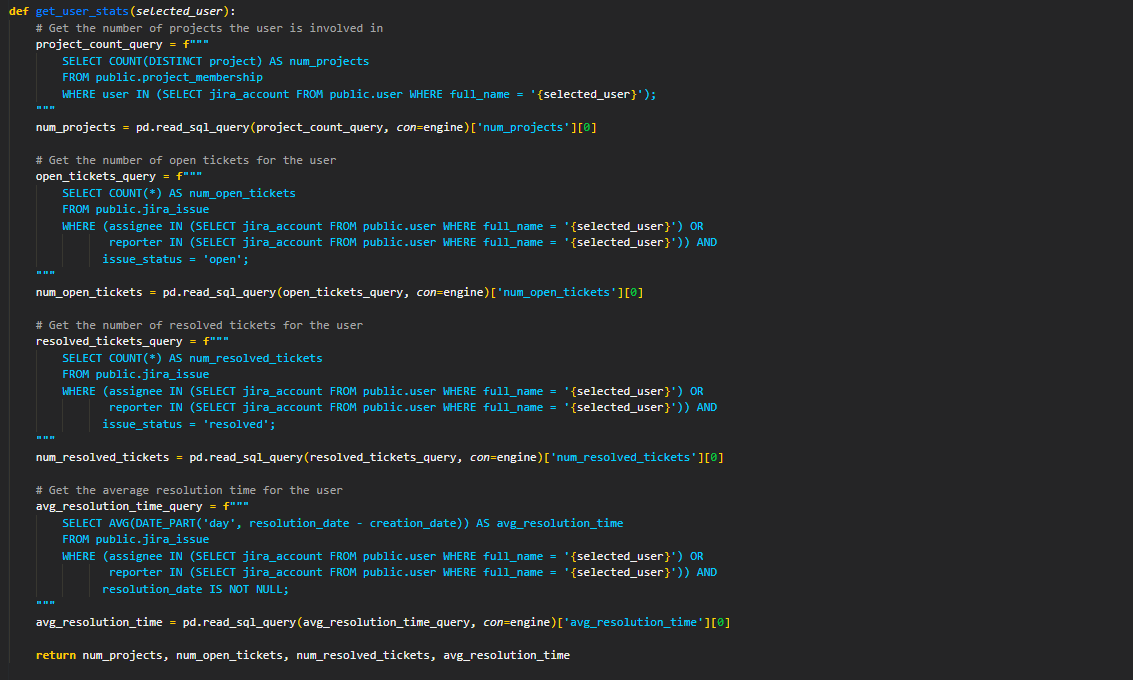 def get_user_stats(selected_user):
    # Get the number of projects the user is involved in
    project_count_query = f"""
        SELECT COUNT(DISTINCT project) AS num_projects
        FROM public.project_membership
        WHERE user IN (SELECT jira_account FROM public.user WHERE full_name = '{selected_user}');
    """
    num_projects = pd.read_sql_query(project_count_query, con=engine)['num_projects'][0]

    # Get the number of open tickets for the user
    open_tickets_query = f"""
        SELECT COUNT(*) AS num_open_tickets
        FROM public.jira_issue
        WHERE (assignee IN (SELECT jira_account FROM public.user WHERE full_name = '{selected_user}') OR
               reporter IN (SELECT jira_account FROM public.user WHERE full_name = '{selected_user}')) AND
              issue_status = 'open';
    """
    num_open_tickets = pd.read_sql_query(open_tickets_query, con=engine)['num_open_tickets'][0]

    # Get the number of resolved tickets for the user
    resolved_tickets_query = f"""
        SELECT COUNT(*) AS num_resolved_tickets
        FROM public.jira_issue
        WHERE (assignee IN (SELECT jira_account FROM public.user WHERE full_name = '{selected_user}') OR
               reporter IN (SELECT jira_account FROM public.user WHERE full_name = '{selected_user}')) AND
              issue_status = 'resolved';
    """
    num_resolved_tickets = pd.read_sql_query(resolved_tickets_query, con=engine)['num_resolved_tickets'][0]

    # Get the average resolution time for the user
    avg_resolution_time_query = f"""
        SELECT AVG(DATE_PART('day', resolution_date - creation_date)) AS avg_resolution_time
        FROM public.jira_issue
        WHERE (assignee IN (SELECT jira_account FROM public.user WHERE full_name = '{selected_user}') OR
               reporter IN (SELECT jira_account FROM public.user WHERE full_name = '{selected_user}')) AND
              resolution_date IS NOT NULL;
    """
    avg_resolution_time = pd.read_sql_query(avg_resolution_time_query, con=engine)['avg_resolution_time'][0]

    return num_projects, num_open_tickets, num_resolved_tickets, avg_resolution_time